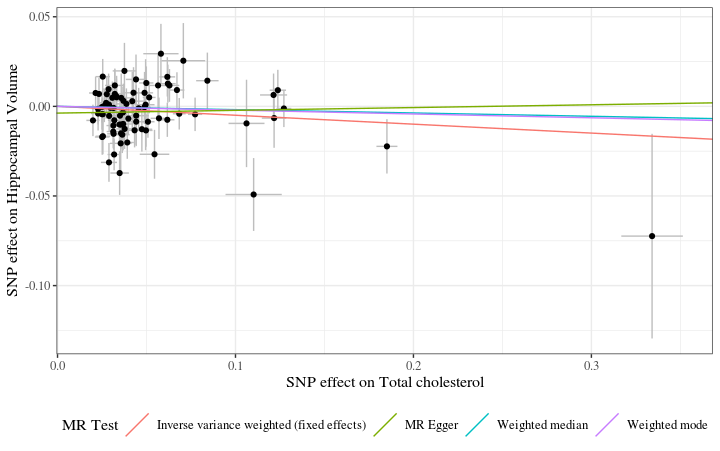 0.05
0.00
-0.05
-0.10
SNP effect on Hippocampal Volume
0.0 0.1 0.2 0.3
SNP effect on Total cholesterol
MR Test Inverse variance weighted (fixed effects) MR Egger Weighted median Weighted mode